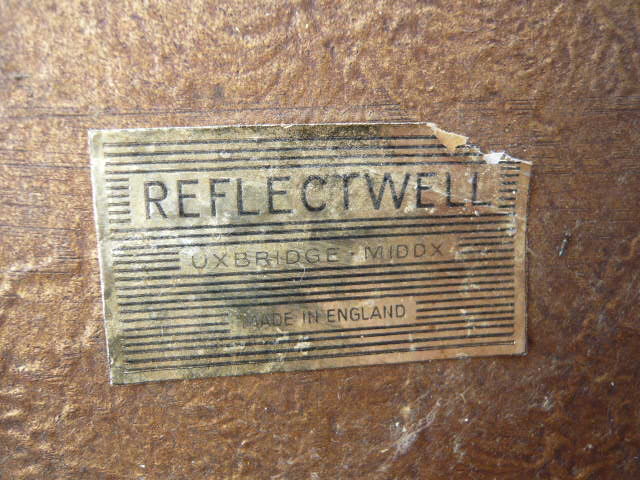 REFLECTWELL
UXBRIDGE - MIDDX
MADE IN ENGLAND